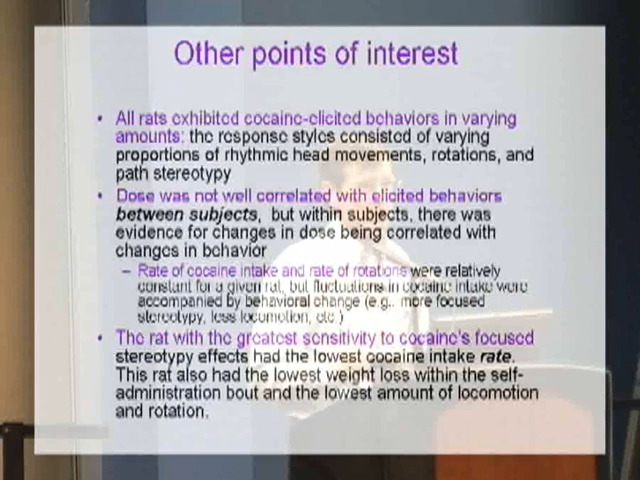 Other points of interest
• All rats exhibited cocaine-elicited behaviors in varying
amounts: the response styles consisted of varying
proportions of rhythmic head movements, rotations, and
path stereotypy
• Dose was not well correlated with elicited behaviors
between subjects, but within subjects, there was
evidence for changes in dose being correlated with
changes in behavior
– Rate of cocaine intake and rate of rotations were relatively
constant for a given rat, but fluctuations in cocaine intake were
accompanied by behavioral change (e.g., more focused
stereotypy, less locomotion, etc.)
• The rat with the greatest sensitivity to cocaine's focused
stereotypy effects had the lowest cocaine intake rate.
This rat also had the lowest weight loss within the self-
administration bout and the lowest amount of locomotion
and rotation.